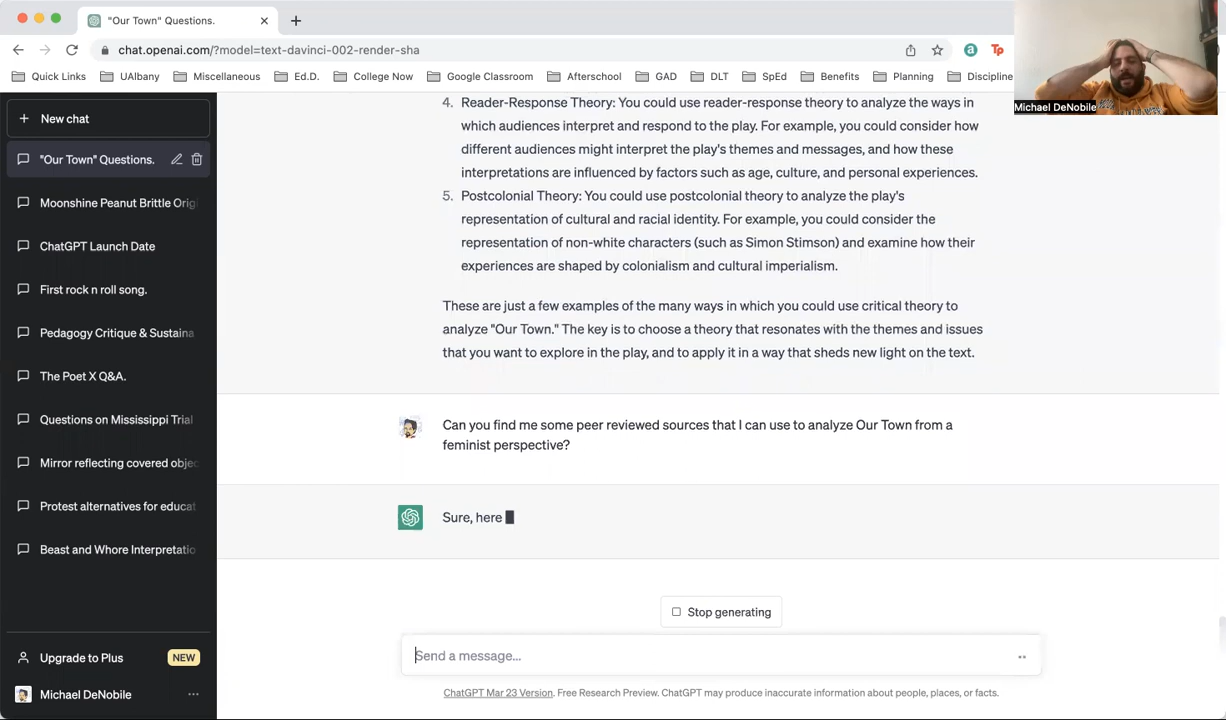 "Our Town" Questions.
chat.openai.com/?model=text-davinci-002-render-sha
a
Tp
Quick Links
UAlbany
Miscellaneous
Ed.D.
College Now
Google Classroom
Afterschool
GAD
DLT
SpEd
Benefits
Planning
Discipline
Michael DeNobile
New chat
"Our Town" Questions.
Moonshine Peanut Brittle Orig
ChatGPT Launch Date
First rock n roll song.
Pedagogy Critique & Sustaina
The Poet X Q&A.
Questions on Mississippi Trial
Mirror reflecting covered objec
Protest alternatives for educat
Beast and Whore Interpretatio
Upgrade to Plus
NEW
Michael DeNobile
4. Reader-Response Theory: You could use reader-response theory to analyze the ways in
which audiences interpret and respond to the play. For example, you could consider how
different audiences might interpret the play's themes and messages, and how these
interpretations are influenced by factors such as age, culture, and personal experiences.
5. Postcolonial Theory: You could use postcolonial theory to analyze the play's
representation of cultural and racial identity. For example, you could consider the
representation of non-white characters (such as Simon Stimson) and examine how their
experiences are shaped by colonialism and cultural imperialism.
These are just a few examples of the many ways in which you could use critical theory to
analyze "Our Town." The key is to choose a theory that resonates with the themes and issues
that you want to explore in the play, and to apply it in a way that sheds new light on the text.
Can you find me some peer reviewed sources that I can use to analyze Our Town from a
feminist perspective?
Sure, here
Stop generating
Send a message...
ChatGPT Mar 23 Version. Free Research Preview. ChatGPT may produce inaccurate information about people, places, or facts.